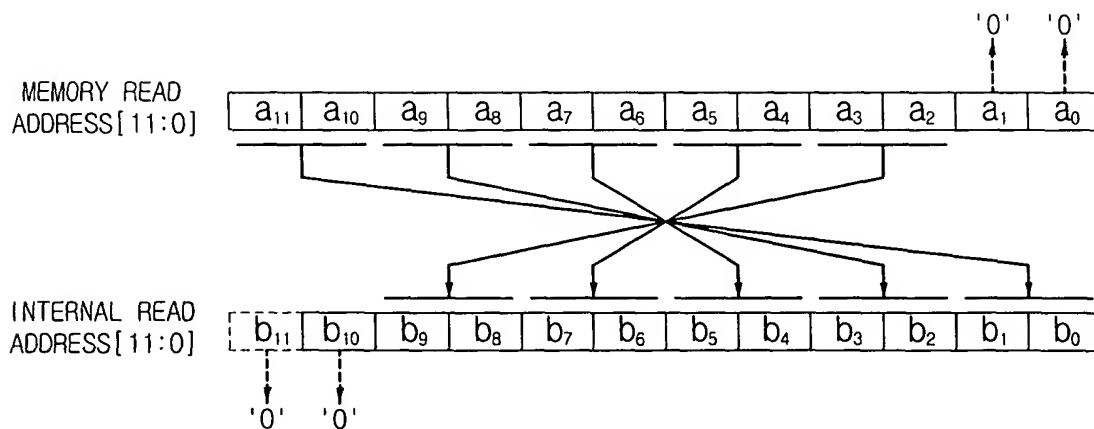 '0' '0'
MEMORY READ
ADDRESS[11:0]
a₁₁ a₁₀ a₉ a₈ a₇ a₆ a₅ a₄ a₃ a₂ a₁ a₀
INTERNAL READ
ADDRESS[11:0]
b₁₁ b₁₀ b₉ b₈ b₇ b₆ b₅ b₄ b₃ b₂ b₁ b₀
'0' '0'